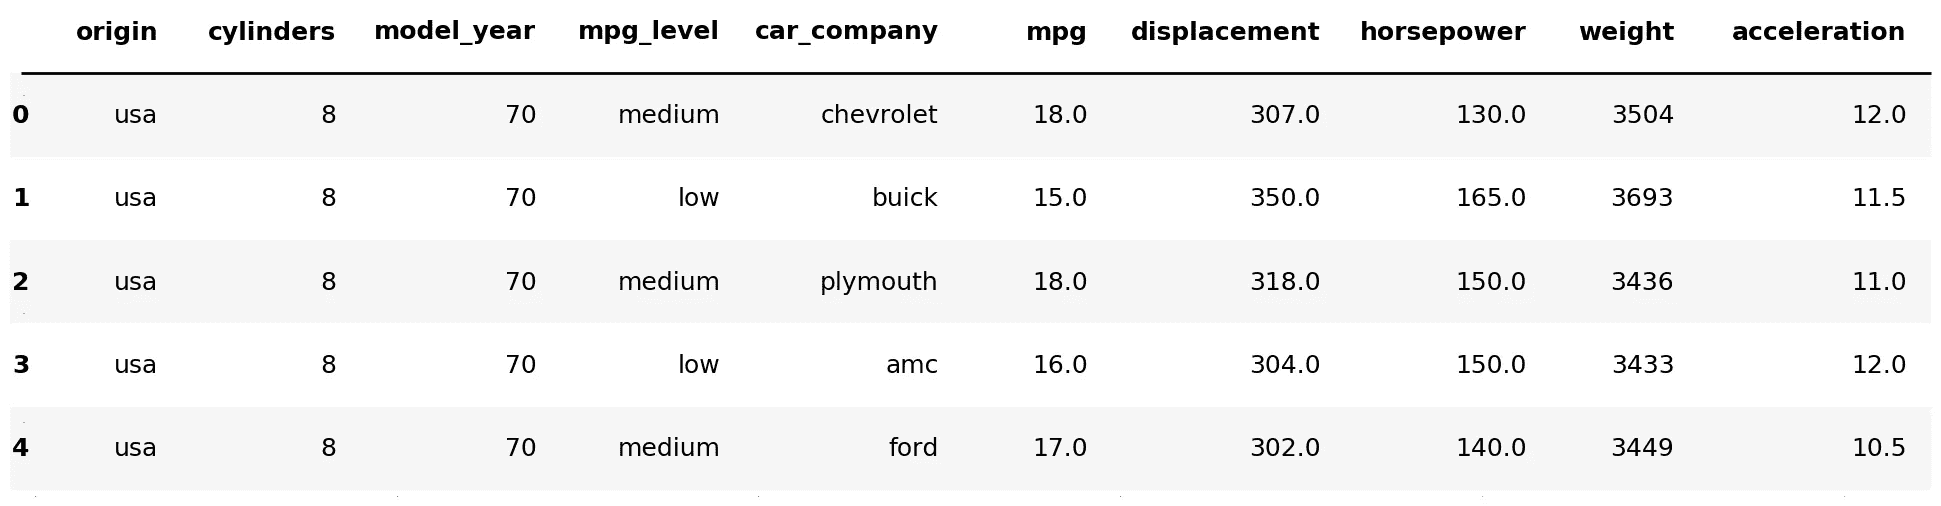 origin cylinders model_year mpg_level car_company mpg displacement horsepower weight acceleration
0 usa 8 70 medium chevrolet 18.0 307.0 130.0 3504 12.0
1 usa 8 70 low buick 15.0 350.0 165.0 3693 11.5
2 usa 8 70 medium plymouth 18.0 318.0 150.0 3436 11.0
3 usa 8 70 low amc 16.0 304.0 150.0 3433 12.0
4 usa 8 70 medium ford 17.0 302.0 140.0 3449 10.5